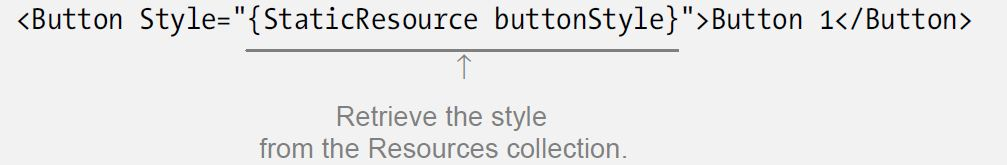 <Button Style="{StaticResource buttonStyle}">Button 1</Button>
↑
Retrieve the style
from the Resources collection.